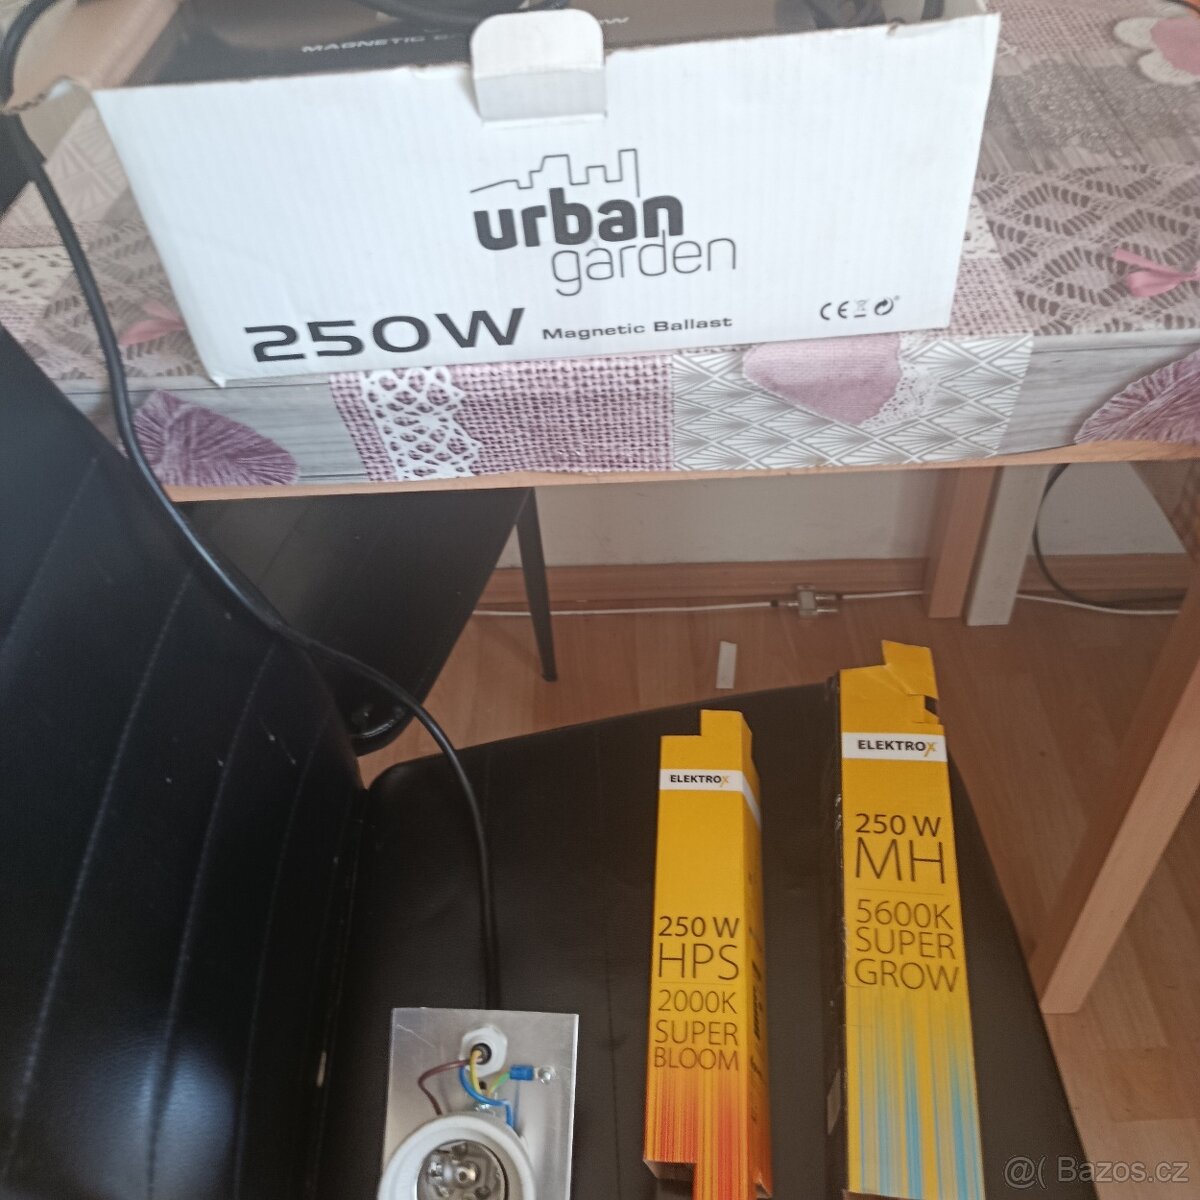 MAGNETIC
urban
garden
250W Magnetic Ballast
CE
ELEKTROX
250 W
HPS
2000K
SUPER
BLOOM
ELEKTROX
250 W
MH
5600K
SUPER
GROW
@( Bazos.cz